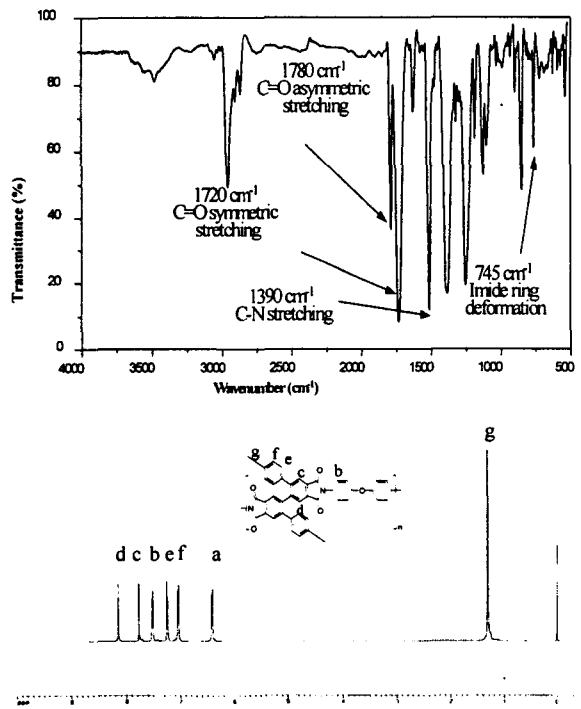 100
1780 cm⁻¹
C=O asymmetric
stretching
80
60
1720 cm⁻¹
C=O symmetric
stretching
40
20
0
1390 cm⁻¹
C-N stretching
745 cm⁻¹
Imide ring
deformation
Transmittance (%)
4000 3500 3000 2500 2000 1500 1000 500
Wavenumber (cm⁻¹)
g
g f e
c
b
O
N
O
O
HN
O
O
d
d c b e f a